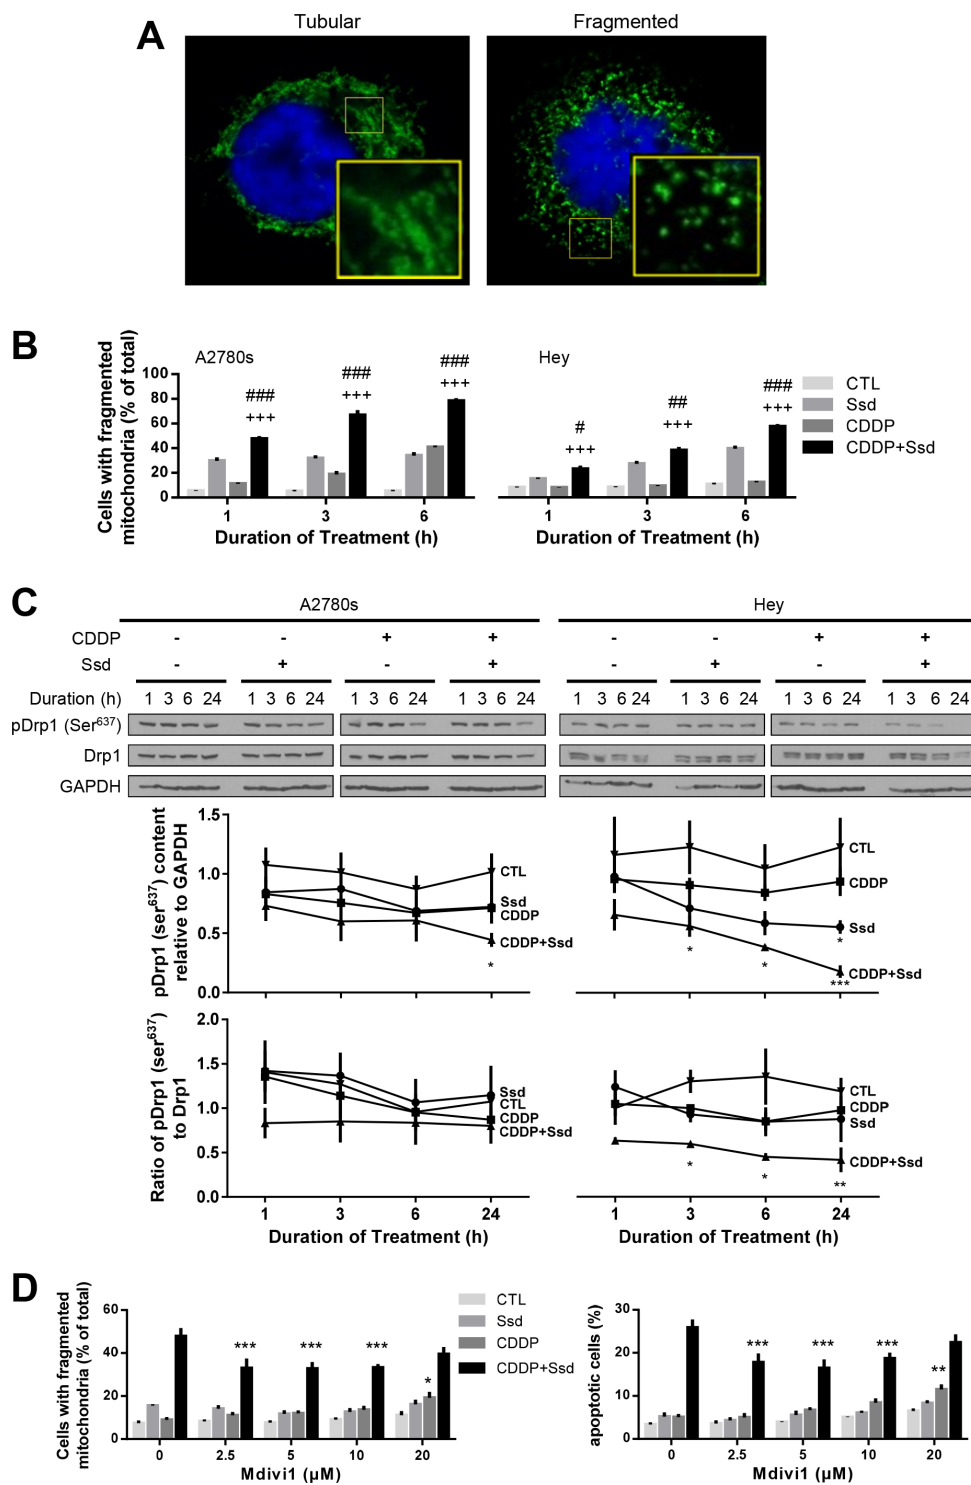 A
Tubular
Fragmented
B
A2780s
Hey
Cells with fragmented
mitochondria (% of total)
100
80
60
40
20
0
###
+++
###
+++
###
+++
#
+++
##
+++
###
+++
CTL
Ssd
CDDP
CDDP+Ssd
1 3 6
1 3 6
Duration of Treatment (h)
Duration of Treatment (h)
C
A2780s
Hey
CDDP - - + + - - + +
Ssd - + - + - + - +
Duration (h) 1 3 6 24 1 3 6 24 1 3 6 24 1 3 6 24 1 3 6 24 1 3 6 24 1 3 6 24 1 3 6 24
pDrp1 (Ser637)
Drp1
GAPDH
pDrp1 (ser637) content
relative to GAPDH
1.5
1.0
0.5
0.0
CTL
Ssd
CDDP
CDDP+Ssd
*
CTL
CDDP
Ssd
*
CDDP+Ssd
* * ***
Ratio of pDrp1 (ser637)
to Drp1
2.0
1.5
1.0
0.5
0.0
Ssd
CTL
CDDP
CDDP+Ssd
CTL
CDDP
Ssd
CDDP+Ssd
* * **
1 3 6 24
1 3 6 24
Duration of Treatment (h)
Duration of Treatment (h)
D
Cells with fragmented
mitochondria (% of total)
60
40
20
0
*** *** *** *
CTL
Ssd
CDDP
CDDP+Ssd
0 2.5 5 10 20
Mdivi1 (µM)
apoptotic cells (%)
30
20
10
0
*** *** *** **
0 2.5 5 10 20
Mdivi1 (µM)